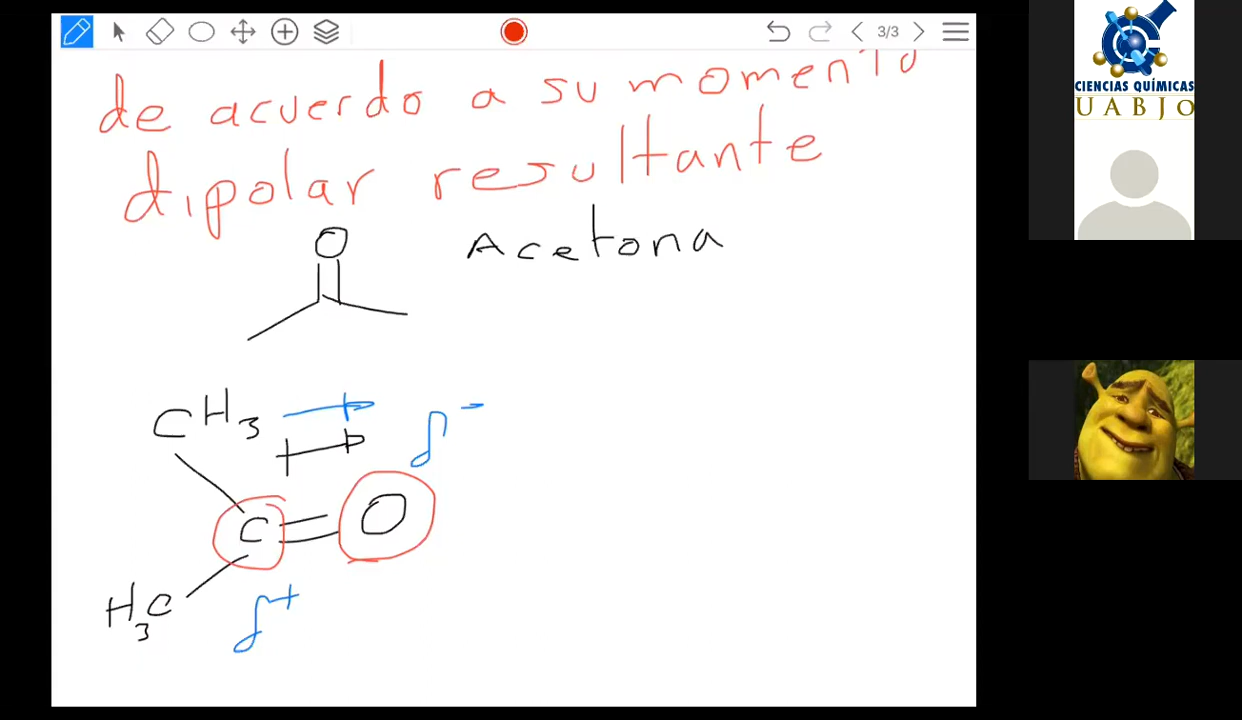 3/3
de acuerdo a su momento
dipolar resultante
O
Acetona
CH3
δ-
C
O
H3C
δ+
CIENCIAS QUÍMICAS
UABJO